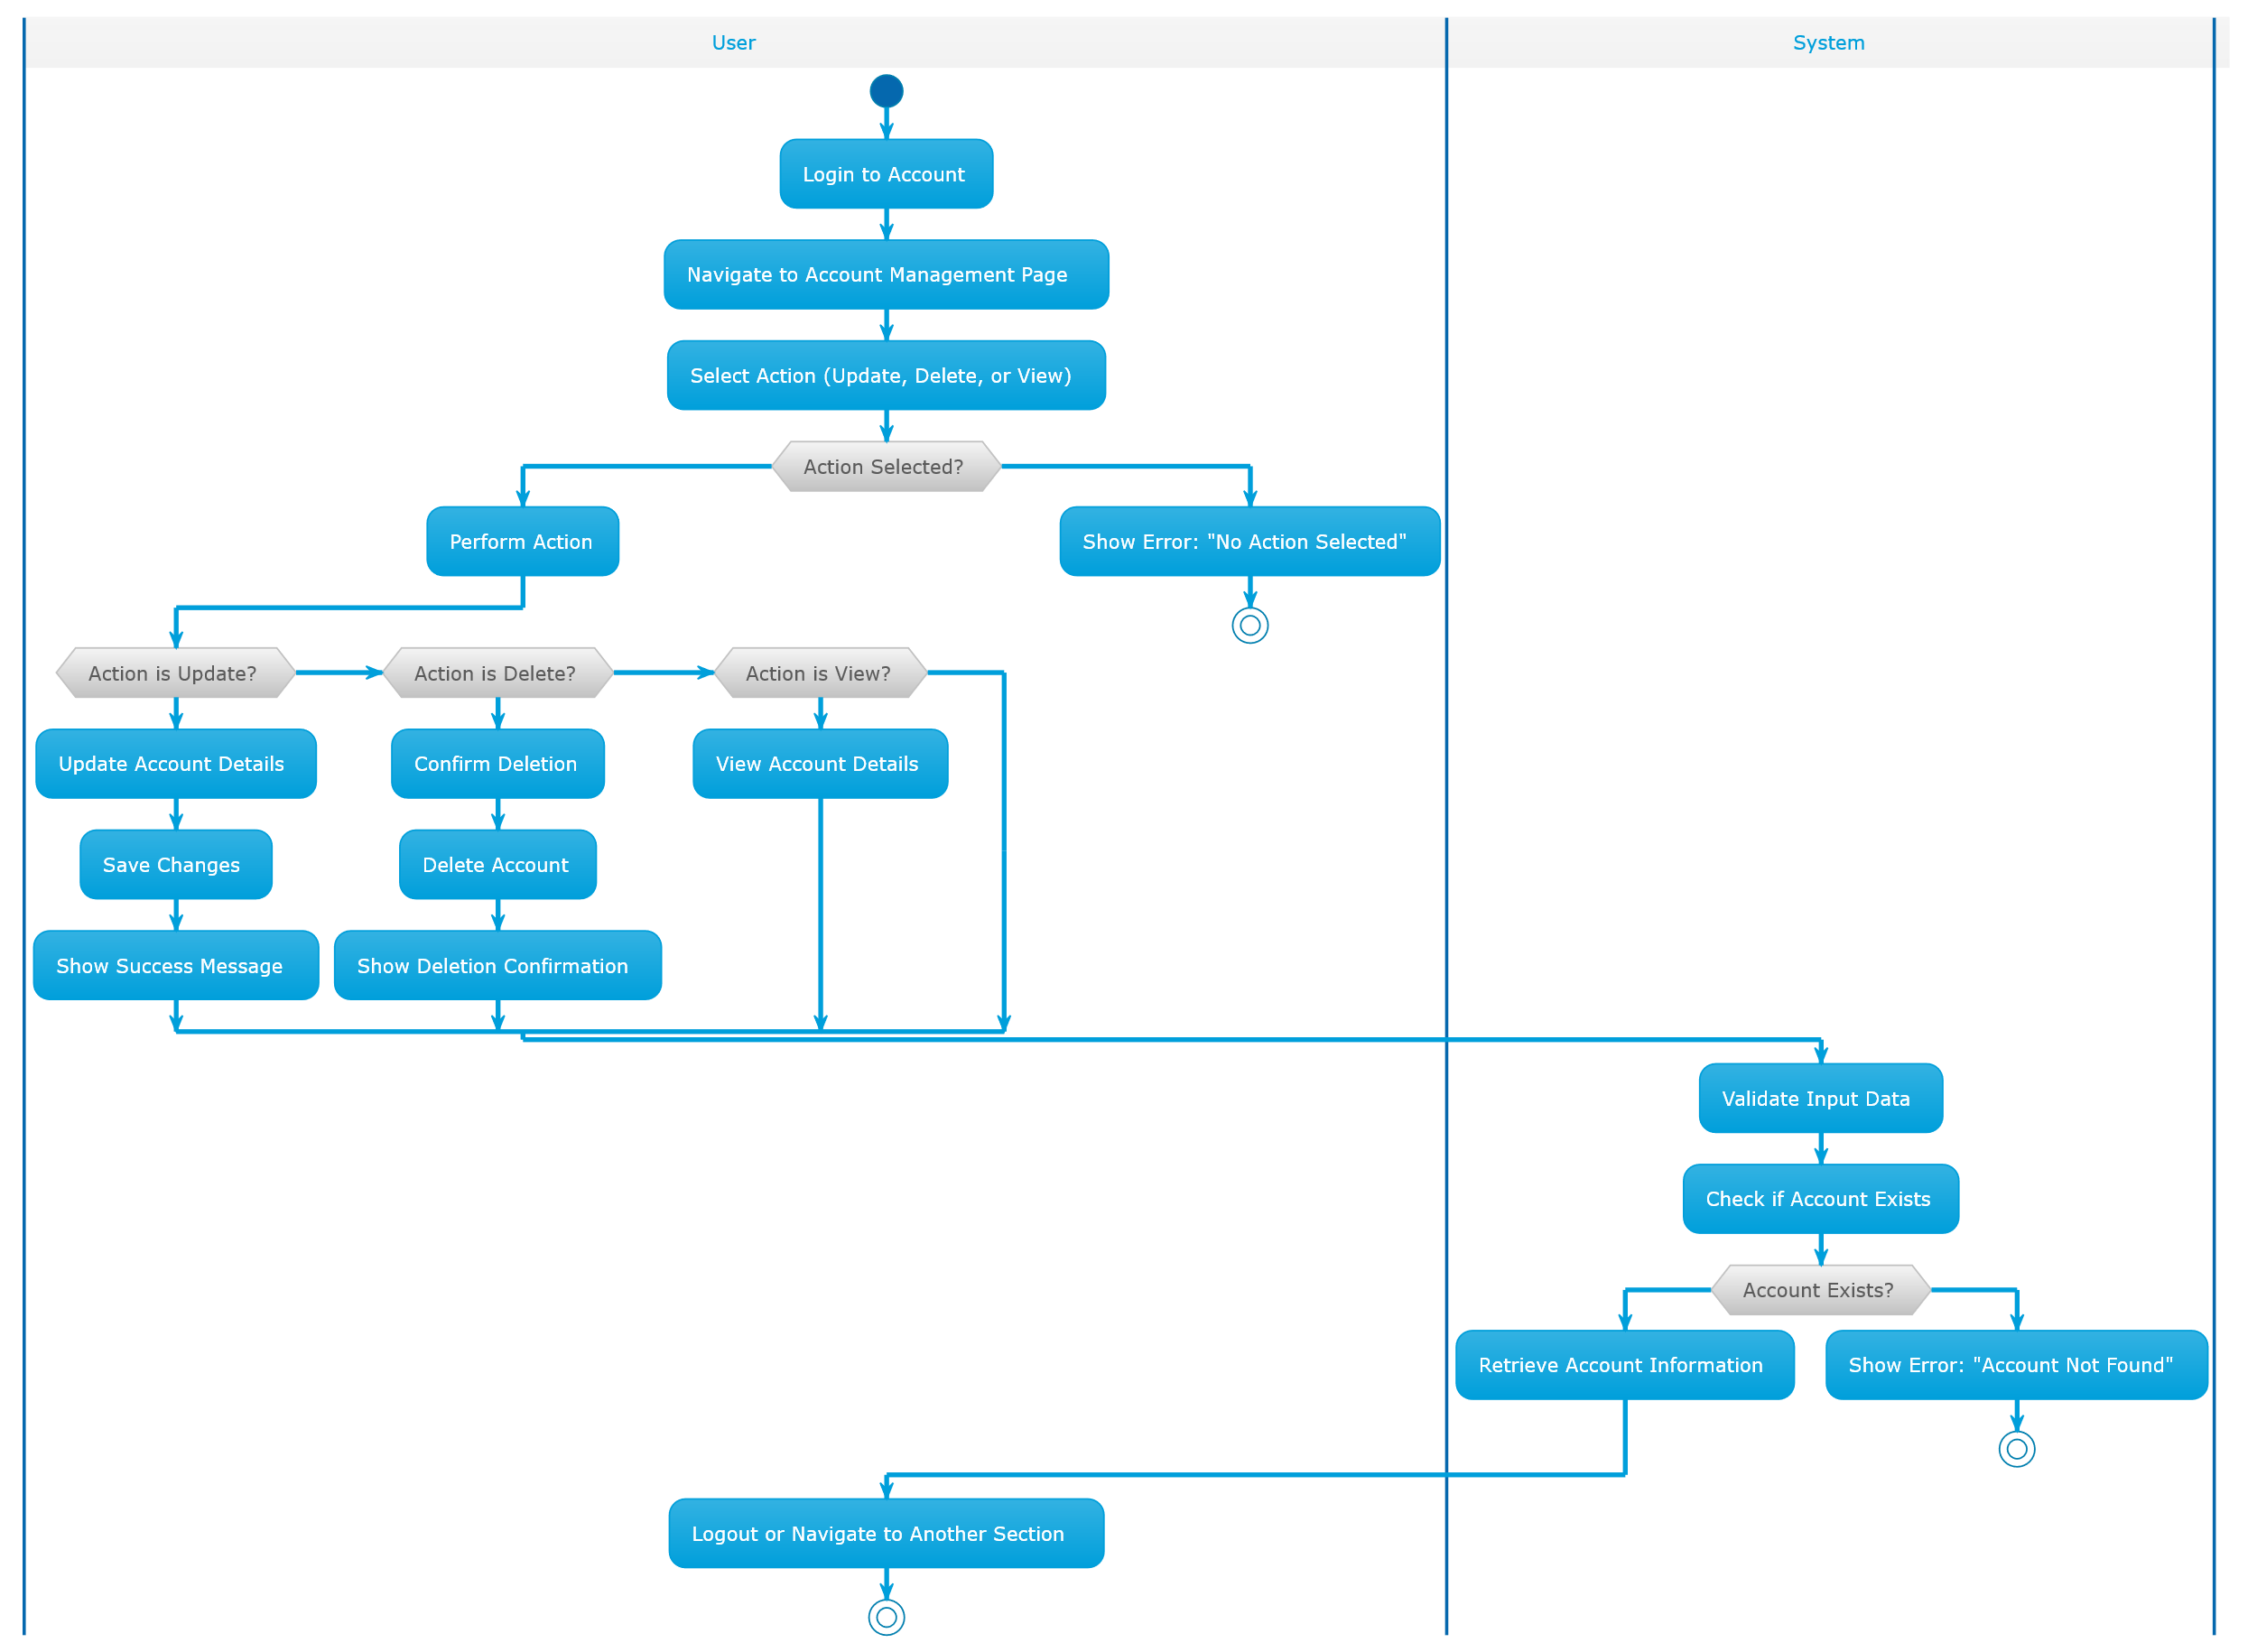 User
System
Login to Account
Navigate to Account Management Page
Select Action (Update, Delete, or View)
Action Selected?
Perform Action
Show Error: "No Action Selected"
Action is Update?
Action is Delete?
Action is View?
Update Account Details
Confirm Deletion
View Account Details
Save Changes
Delete Account
Show Success Message
Show Deletion Confirmation
Validate Input Data
Check if Account Exists
Account Exists?
Retrieve Account Information
Show Error: "Account Not Found"
Logout or Navigate to Another Section